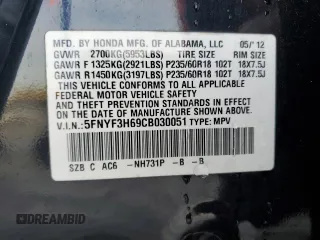 MFD. BY HONDA MFG. OF ALABAMA, LLC 05/'12
GVWR 2700KG(5953LBS) TIRE SIZE RIM SIZE
GAWR F 1325KG(2921LBS) P235/60R18 102T 18X7.5J
GAWR R1450KG(3197LBS) P235/60R18 102T 18X7.5J
THIS VEHICLE CONFORMS TO ALL APPLICABLE
FEDERAL MOTOR VEHICLE SAFETY AND THEFT
PREVENTION STANDARDS IN EFFECT ON THE
DATE OF MANUFACTURE SHOWN ABOVE.
V.I.N.: 5FNYF3H69CB030051 TYPE: MPV
SZB C AC6 -NH731P -B -B